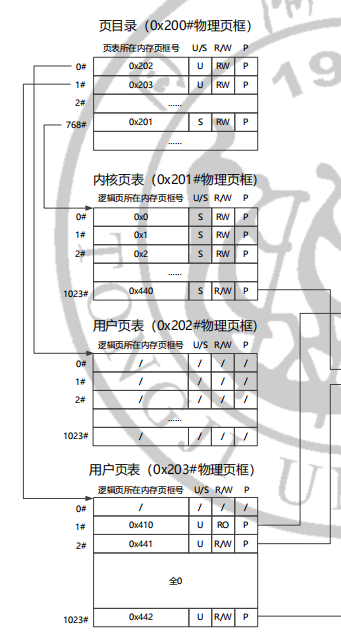 页目录（0x200#物理页框）
页表所在内存页框号 U/S R/W P
0# 0x202 U RW P
1# 0x203 U RW P
2# ......
768# 0x201 S RW P
......
内核页表（0x201#物理页框）
逻辑页所在内存页框号 U/S R/W P
0# 0x0 S RW P
1# 0x1 S RW P
2# 0x2 S RW P
......
1023# 0x440 S R/W P
用户页表（0x202#物理页框）
逻辑页所在内存页框号 U/S R/W P
0# / / / /
1# / / / /
2# / / / /
......
1023# / / / /
用户页表（0x203#物理页框）
逻辑页所在内存页框号 U/S R/W P
0# / / / /
1# 0x410 U RO P
2# 0x441 U R/W P
全0
1023# 0x442 U R/W P
19
TONGJI UN